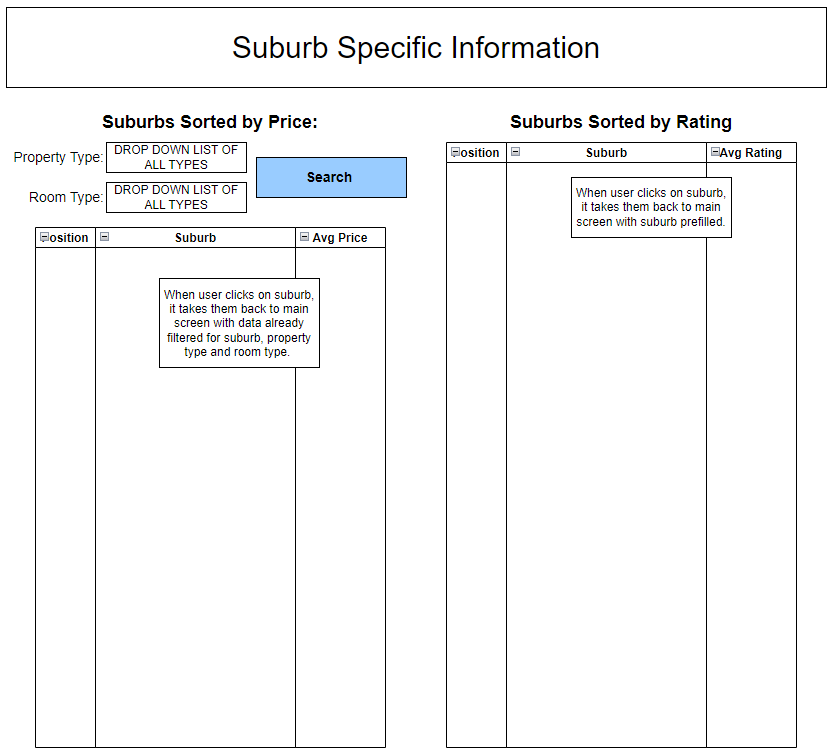 Suburb Specific Information
Suburbs Sorted by Price:
Property Type:
DROP DOWN LIST OF
ALL TYPES
Room Type:
DROP DOWN LIST OF
ALL TYPES
Search
osition
Suburb
Avg Price
When user clicks on suburb,
it takes them back to main
screen with data already
filtered for suburb, property
type and room type.
Suburbs Sorted by Rating
osition
Suburb
Avg Rating
When user clicks on suburb,
it takes them back to main
screen with suburb prefilled.